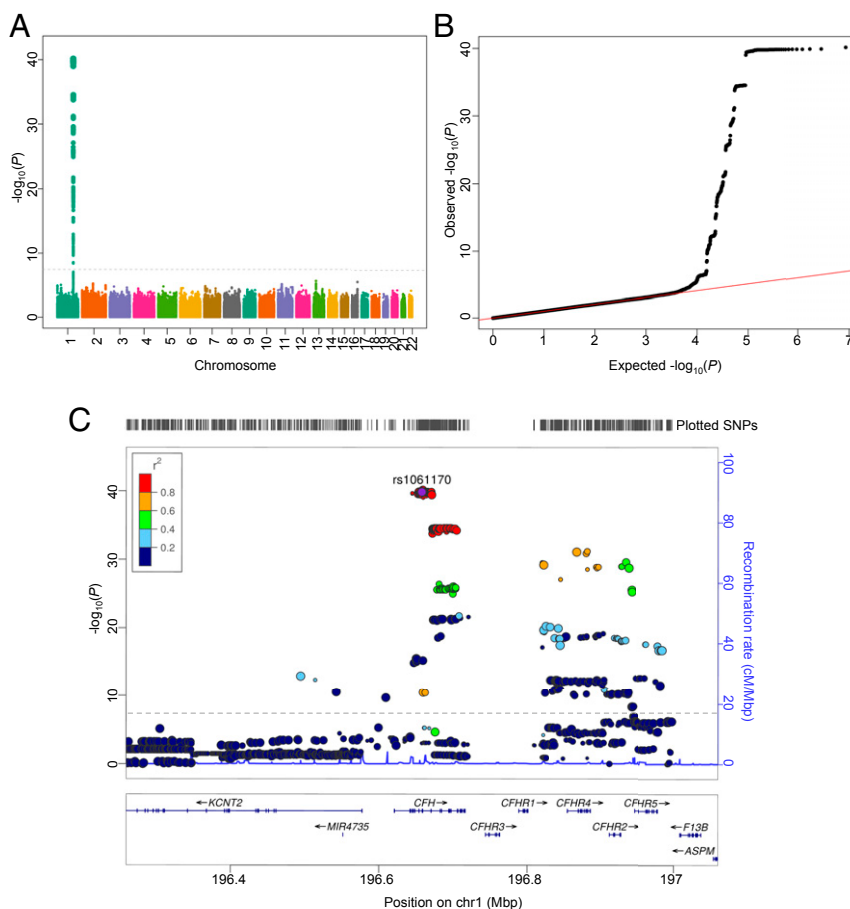 A
-log10(P)
0 10 20 30 40
1 2 3 4 5 6 7 8 9 10 11 12 13 14 15 16 17 18 19 20 21 22
Chromosome
B
Observed -log10(P)
0 10 20 30 40
0 1 2 3 4 5 6 7
Expected -log10(P)
C
Plotted SNPs
r2
0.8
0.6
0.4
0.2
rs1061170
-log10(P)
0 10 20 30 40
Recombination rate (cM/Mbp)
0 20 40 60 80 100
←KCNT2 CFH→ CFHR1→ CFHR4→ CFHR5→
←MIR4735 CFHR3→ CFHR2→ ←F13B
←ASPM
196.4 196.6 196.8 197
Position on chr1 (Mbp)